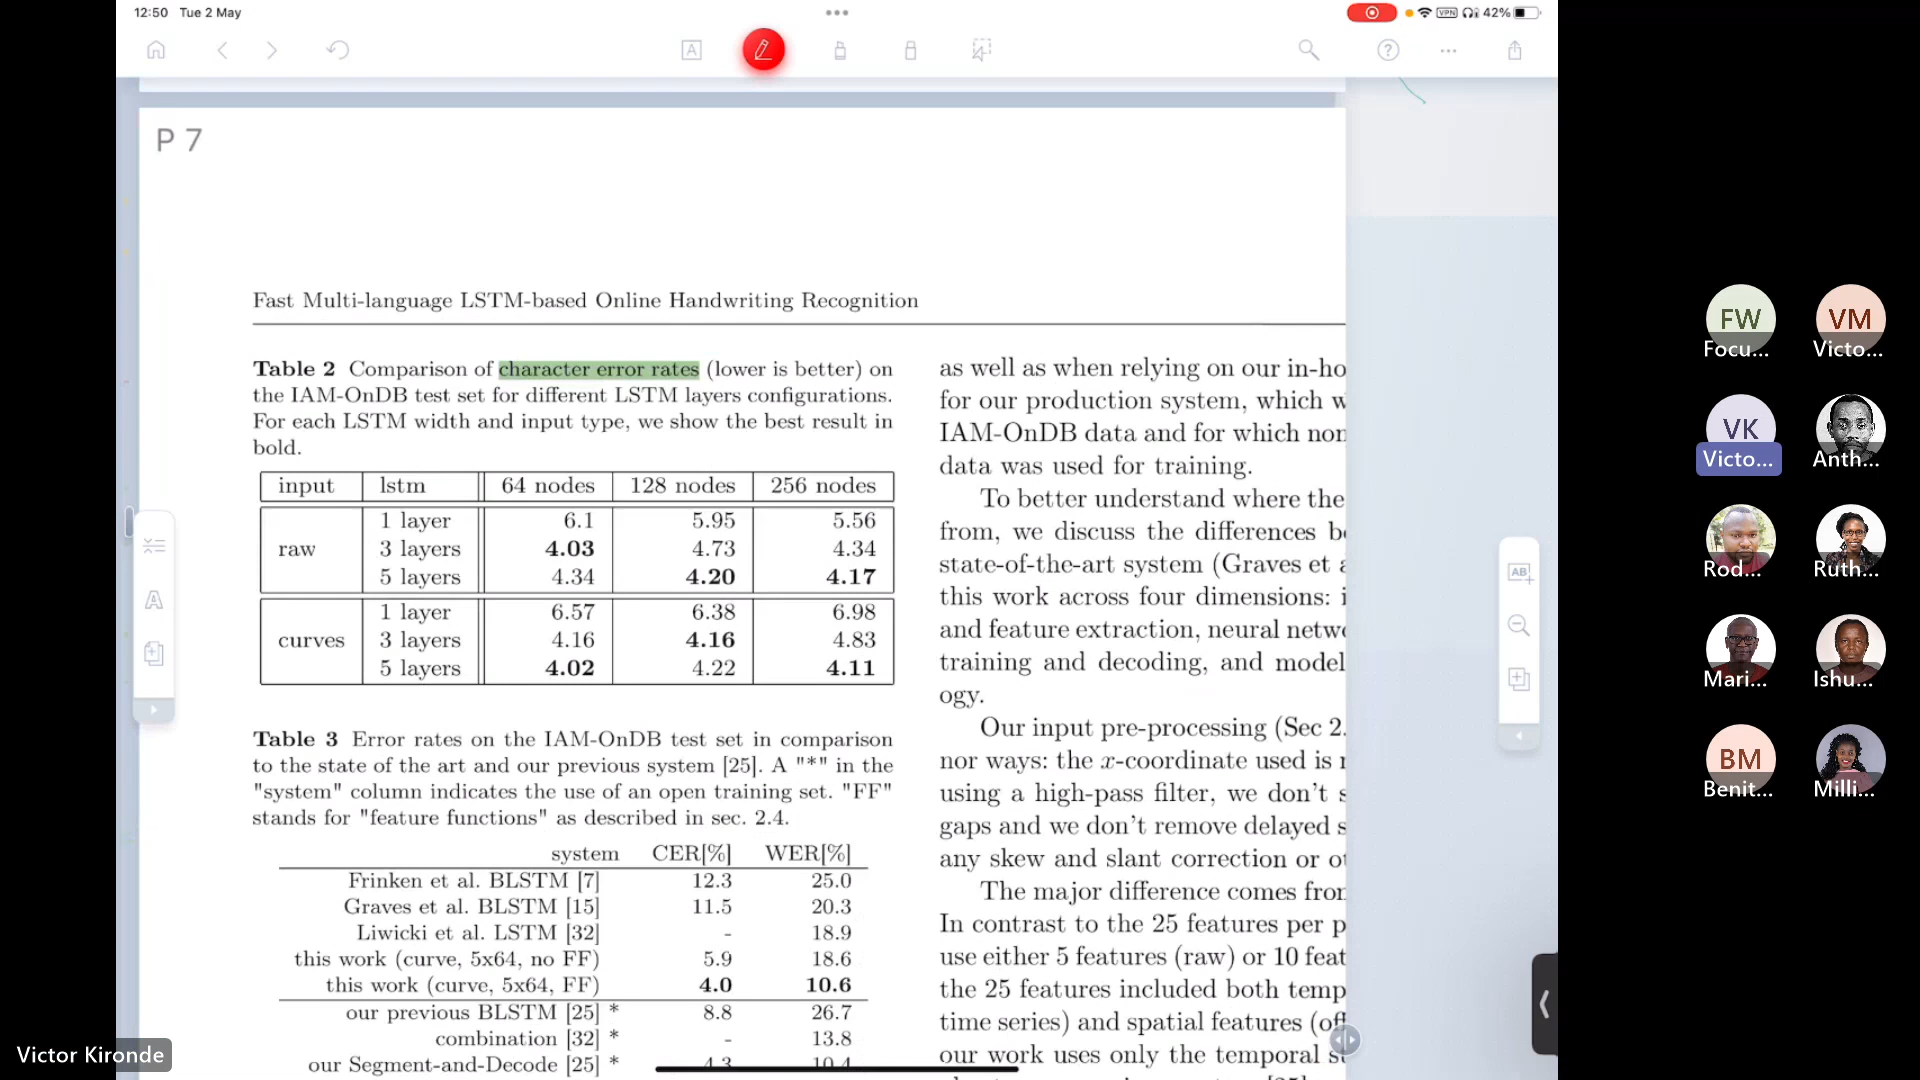 12:50 Tue 2 May
VPN 42%
P 7
Fast Multi-language LSTM-based Online Handwriting Recognition
Table 2 Comparison of character error rates (lower is better) on
the IAM-OnDB test set for different LSTM layers configurations.
For each LSTM width and input type, we show the best result in
bold.
input lstm 64 nodes 128 nodes 256 nodes
raw
1 layer 6.1 5.95 5.56
3 layers 4.03 4.73 4.34
5 layers 4.34 4.20 4.17
curves
1 layer 6.57 6.38 6.98
3 layers 4.16 4.16 4.83
5 layers 4.02 4.22 4.11
Table 3 Error rates on the IAM-OnDB test set in comparison
to the state of the art and our previous system [25]. A "*" in the
"system" column indicates the use of an open training set. "FF"
stands for "feature functions" as described in sec. 2.4.
system CER[%] WER[%]
Frinken et al. BLSTM [7] 12.3 25.0
Graves et al. BLSTM [15] 11.5 20.3
Liwicki et al. LSTM [32] - 18.9
this work (curve, 5x64, no FF) 5.9 18.6
this work (curve, 5x64, FF) 4.0 10.6
our previous BLSTM [25] * 8.8 26.7
combination [32] * - 13.8
our Segment-and-Decode [25] * 4.3 10.4
as well as when relying on our in-ho
for our production system, which w
IAM-OnDB data and for which non
data was used for training.
To better understand where the
from, we discuss the differences be
state-of-the-art system (Graves et a
this work across four dimensions: i
and feature extraction, neural netwo
training and decoding, and model
ogy.
Our input pre-processing (Sec 2.
nor ways: the x-coordinate used is
using a high-pass filter, we don't s
gaps and we don't remove delayed s
any skew and slant correction or ot
The major difference comes from
In contrast to the 25 features per p
use either 5 features (raw) or 10 feat
the 25 features included both temp
time series) and spatial features (off
our work uses only the temporal st
FW
Focu...
VM
Victo...
VK
Victo...
Anth...
Rod...
Ruth...
Mari...
Ishu...
BM
Benit...
Milli...
Victor Kironde